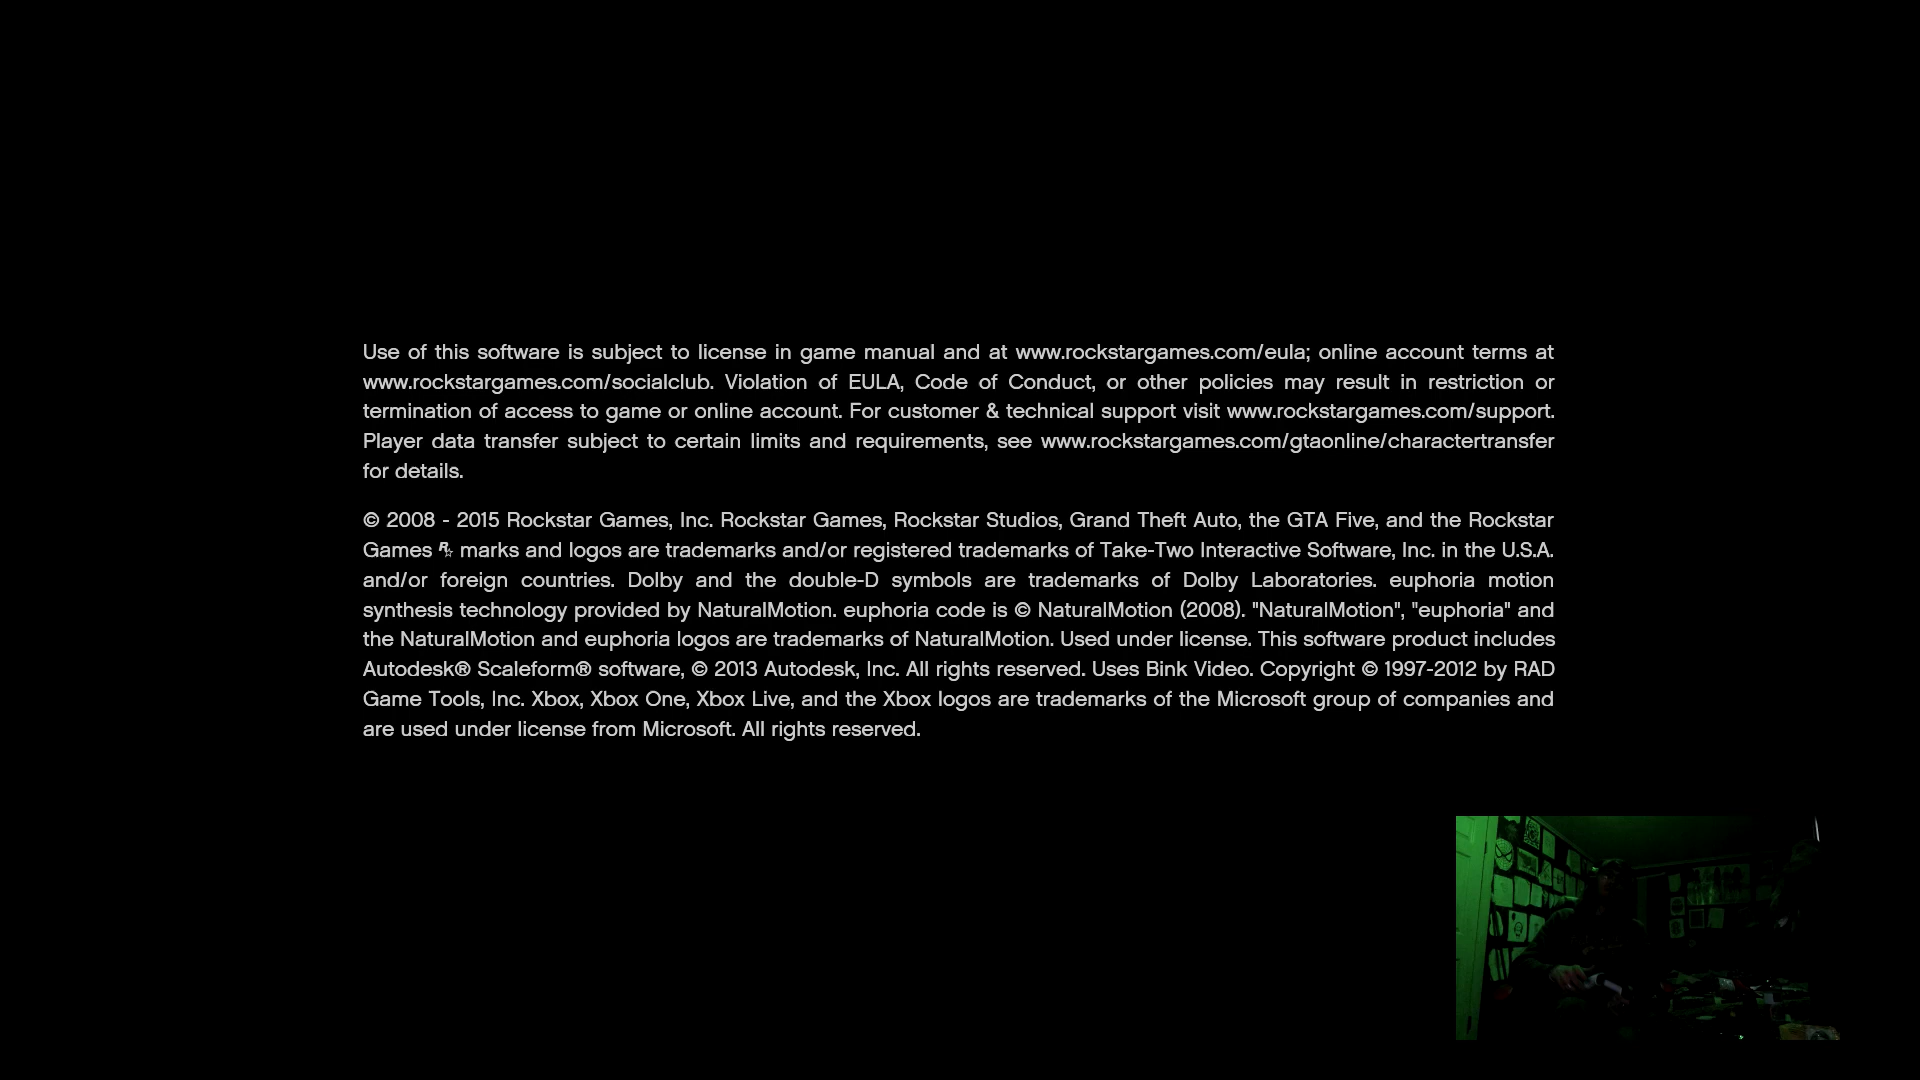 Use of this software is subject to license in game manual and at www.rockstargames.com/eula; online account terms at
www.rockstargames.com/socialclub. Violation of EULA, Code of Conduct, or other policies may result in restriction or
termination of access to game or online account. For customer & technical support visit www.rockstargames.com/support.
Player data transfer subject to certain limits and requirements, see www.rockstargames.com/gtaonline/charactertransfer
for details.
© 2008 - 2015 Rockstar Games, Inc. Rockstar Games, Rockstar Studios, Grand Theft Auto, the GTA Five, and the Rockstar
Games R* marks and logos are trademarks and/or registered trademarks of Take-Two Interactive Software, Inc. in the U.S.A.
and/or foreign countries. Dolby and the double-D symbols are trademarks of Dolby Laboratories. euphoria motion
synthesis technology provided by NaturalMotion. euphoria code is © NaturalMotion (2008). "NaturalMotion", "euphoria" and
the NaturalMotion and euphoria logos are trademarks of NaturalMotion. Used under license. This software product includes
Autodesk® Scaleform® software, © 2013 Autodesk, Inc. All rights reserved. Uses Bink Video. Copyright © 1997-2012 by RAD
Game Tools, Inc. Xbox, Xbox One, Xbox Live, and the Xbox logos are trademarks of the Microsoft group of companies and
are used under license from Microsoft. All rights reserved.